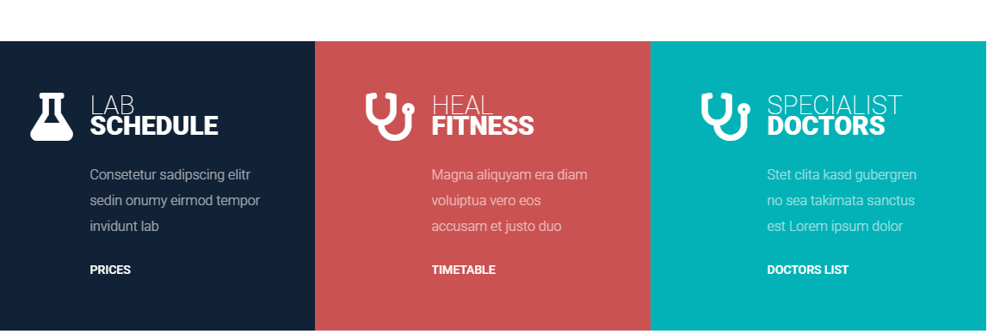 LAB
SCHEDULE
Consetetur sadipscing elitr
sedin onumy eirmod tempor
invidunt lab
PRICES
HEAL
FITNESS
Magna aliquyam era diam
voluiptua vero eos
accusam et justo duo
TIMETABLE
SPECIALIST
DOCTORS
Stet clita kasd gubergren
no sea takimata sanctus
est Lorem ipsum dolor
DOCTORS LIST